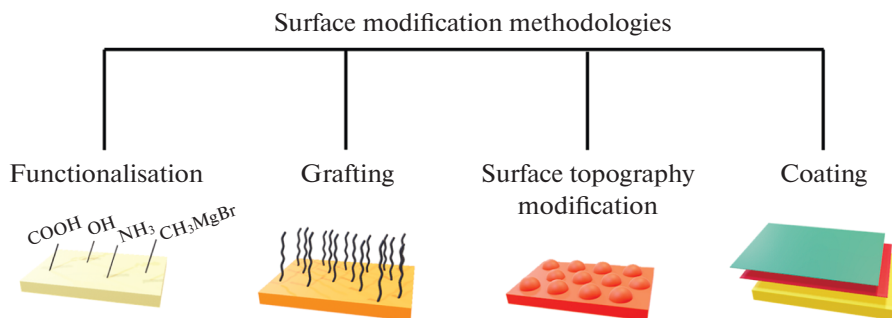 Surface modification methodologies
Functionalisation
Grafting
Surface topography
modification
Coating
COOH
OH
NH₃
CH₃MgBr